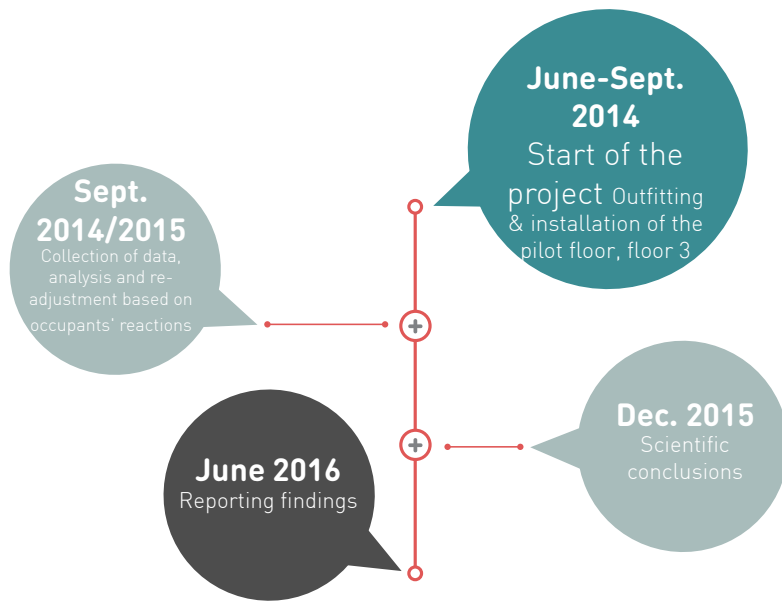 June-Sept.
2014
Start of the
project Outfitting
& installation of the
pilot floor, floor 3
Sept.
2014/2015
Collection of data,
analysis and re-
adjustment based on
occupants' reactions
Dec. 2015
Scientific
conclusions
June 2016
Reporting findings